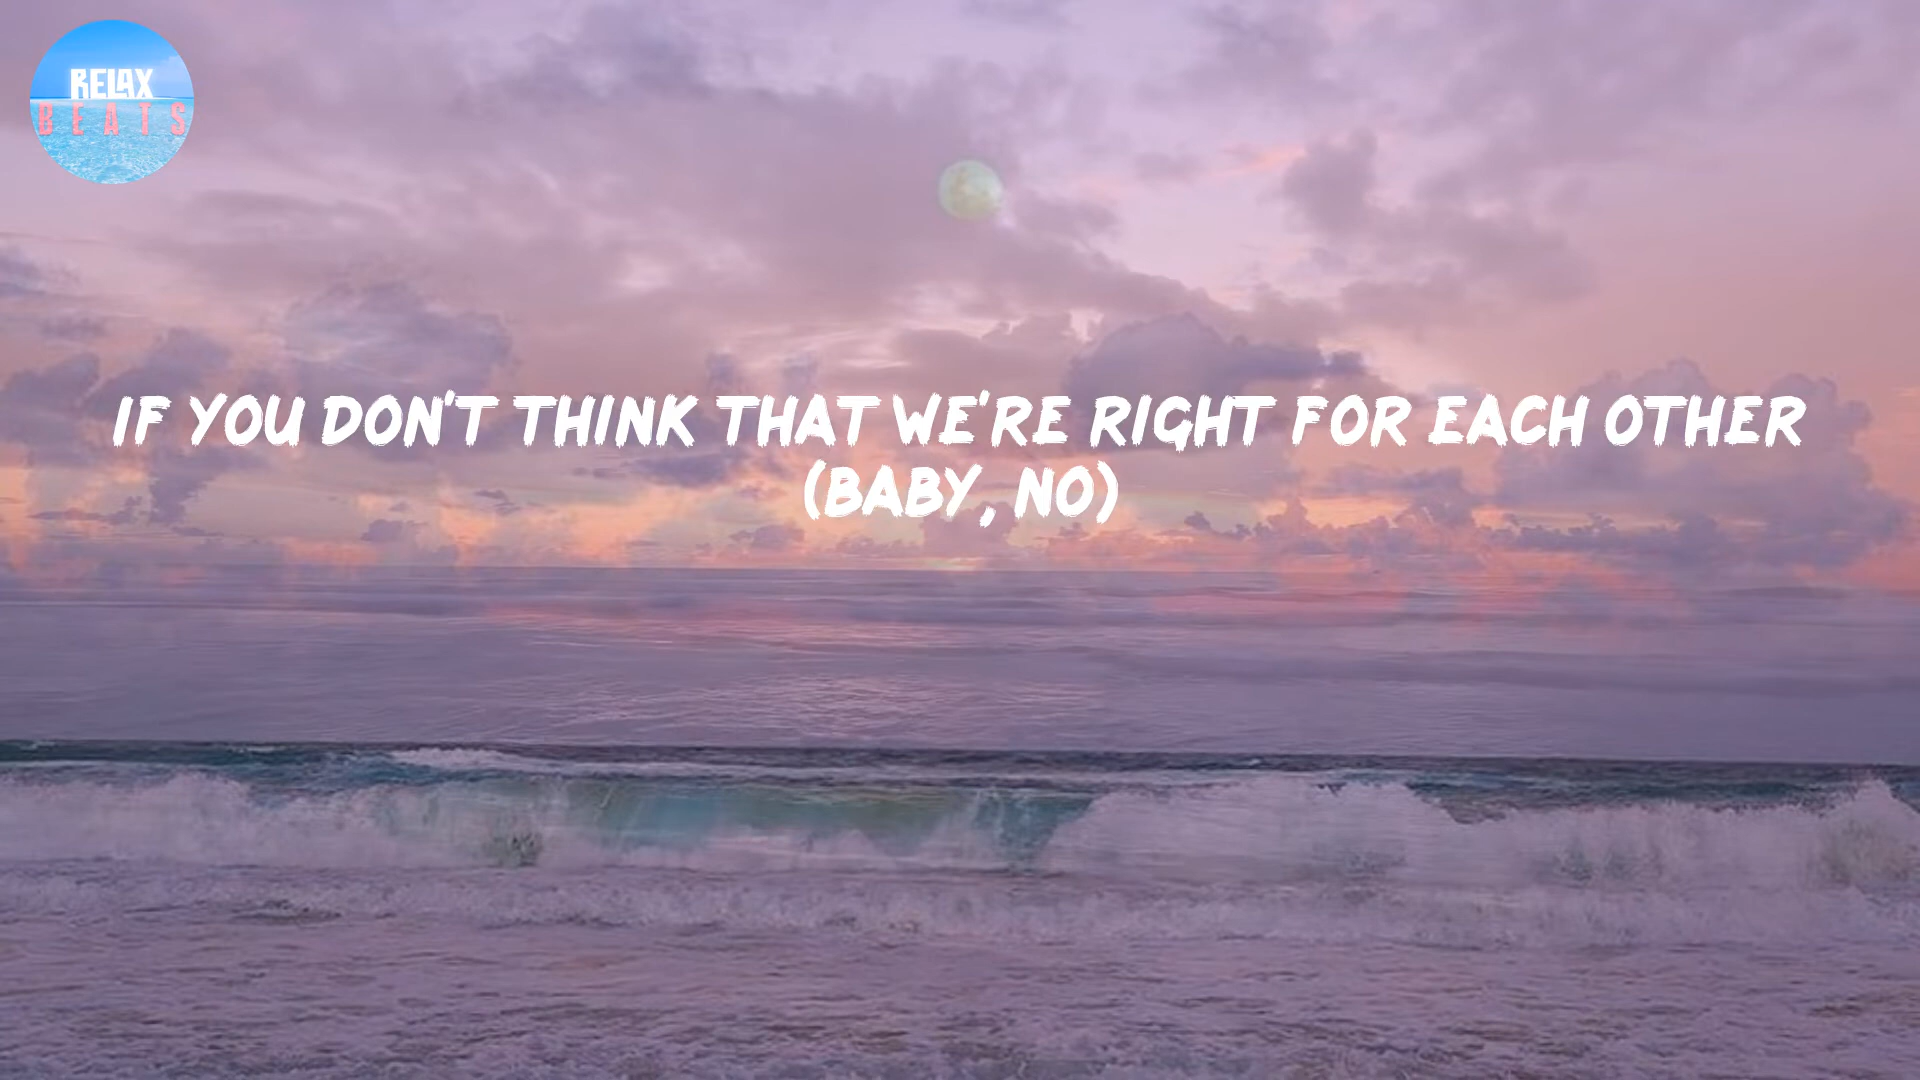 RELAX
BEATS
IF YOU DON'T THINK THAT WE'RE RIGHT FOR EACH OTHER
(BABY, NO)